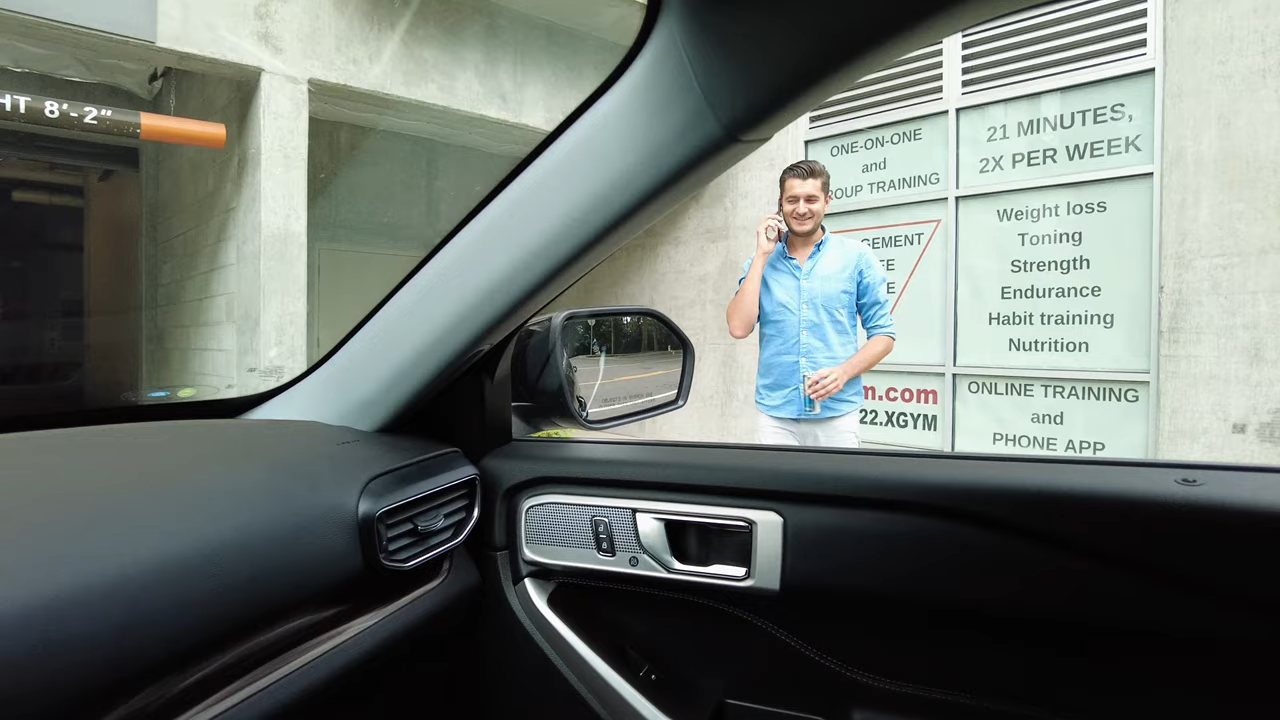 HT 8'-2"
ONE-ON-ONE
and
ROUP TRAINING
21 MINUTES,
2X PER WEEK
GEMENT
EE
E
Weight loss
Toning
Strength
Endurance
Habit training
Nutrition
m.com
22.XGYM
ONLINE TRAINING
and
PHONE APP